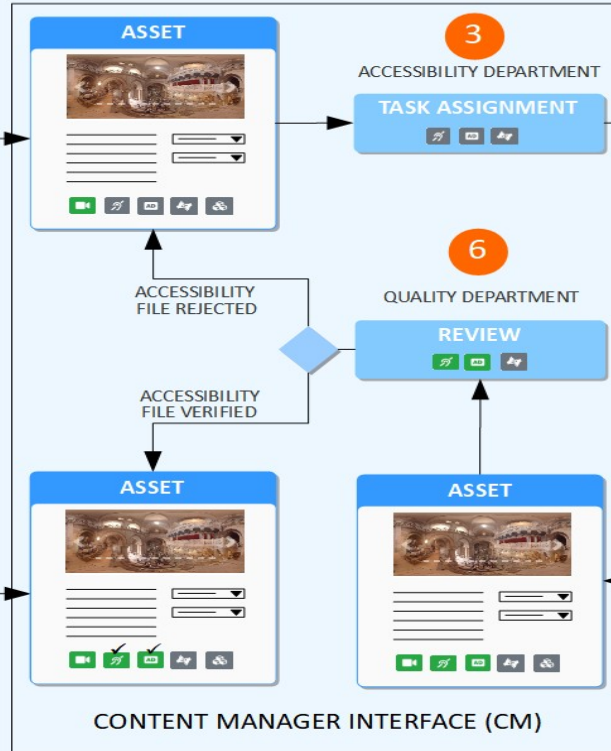 ASSET
3
ACCESSIBILITY DEPARTMENT
TASK ASSIGNMENT
AD
AD
ACCESSIBILITY
FILE REJECTED
6
QUALITY DEPARTMENT
REVIEW
AD
ACCESSIBILITY
FILE VERIFIED
ASSET
AD
ASSET
AD
CONTENT MANAGER INTERFACE (CM)